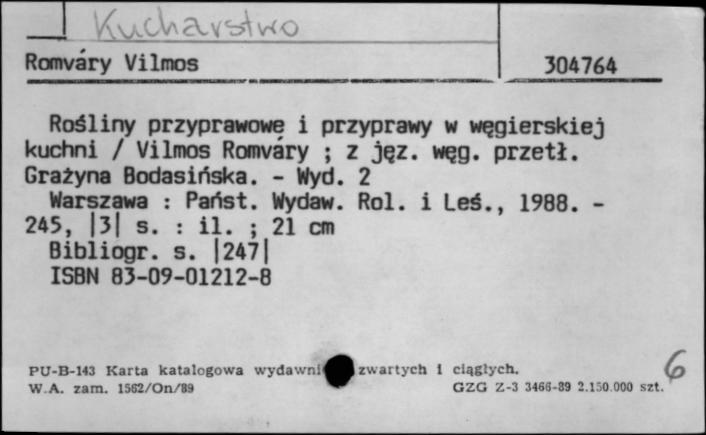 Kucharstwo
Romváry Vilmos 304764
Rośliny przyprawowe i przyprawy w węgierskiej
kuchni / Vilmos Romváry ; z jęz. węg. przetł.
Grażyna Bodasińska. - Wyd. 2
Warszawa : Państ. Wydaw. Rol. i Leś., 1988. -
245, |3| s. : il. ; 21 cm
Bibliogr. s. |247|
ISBN 83-09-01212-8
6
PU-B-143 Karta katalogowa wydawni zwartych i ciągłych.
W.A. zam. 1562/On/89 GZG Z-3 3466-89 2.150.000 szt.